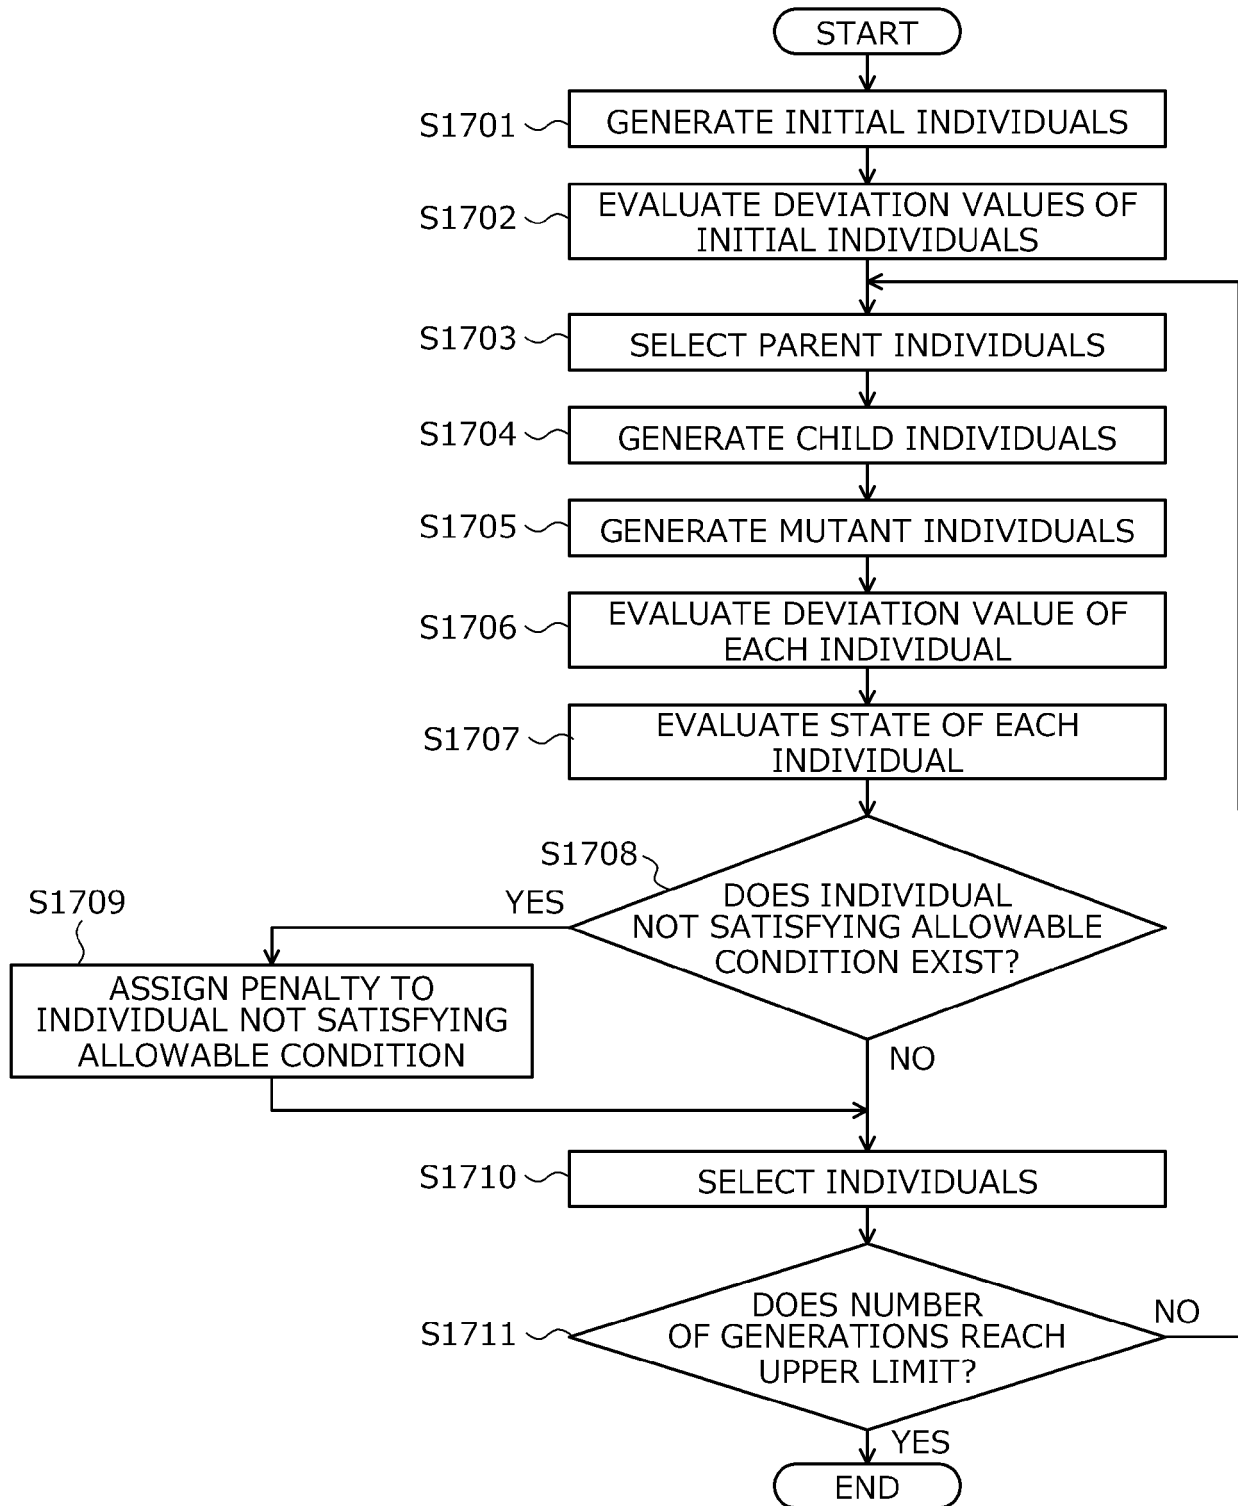 START
S1701
GENERATE INITIAL INDIVIDUALS
S1702
EVALUATE DEVIATION VALUES OF
INITIAL INDIVIDUALS
S1703
SELECT PARENT INDIVIDUALS
S1704
GENERATE CHILD INDIVIDUALS
S1705
GENERATE MUTANT INDIVIDUALS
S1706
EVALUATE DEVIATION VALUE OF
EACH INDIVIDUAL
S1707
EVALUATE STATE OF EACH
INDIVIDUAL
S1708
DOES INDIVIDUAL
NOT SATISFYING ALLOWABLE
CONDITION EXIST?
YES
S1709
ASSIGN PENALTY TO
INDIVIDUAL NOT SATISFYING
ALLOWABLE CONDITION
NO
S1710
SELECT INDIVIDUALS
S1711
DOES NUMBER
OF GENERATIONS REACH
UPPER LIMIT?
NO
YES
END